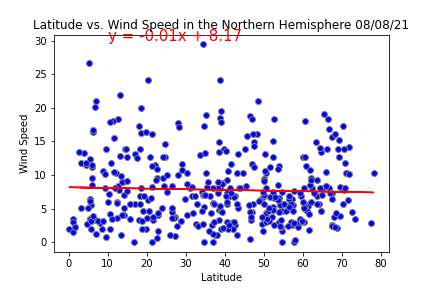 Latitude vs. Wind Speed in the Northern Hemisphere 08/08/21
y = -0.01x + 8.17
30
25
20
15
10
5
0
Wind Speed
0 10 20 30 40 50 60 70 80
Latitude